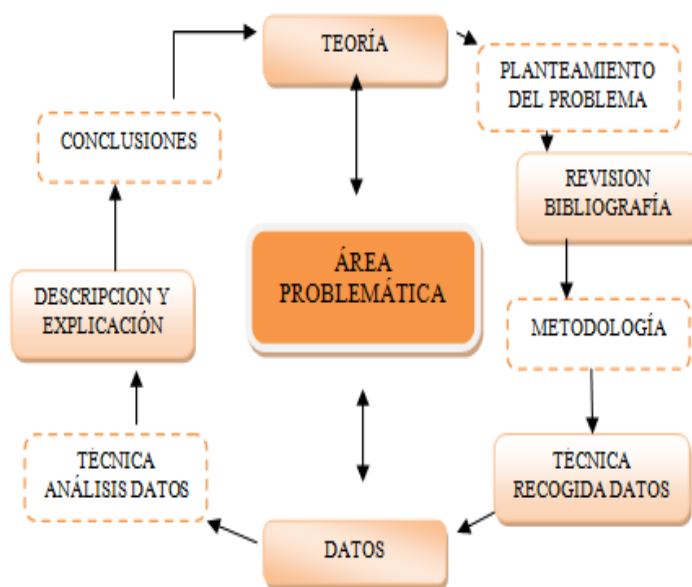 TEORÍA
PLANTEAMIENTO
DEL PROBLEMA
REVISION
BIBLIOGRAFÍA
METODOLOGÍA
TÉCNICA
RECOGIDA DATOS
DATOS
TÉCNICA
ANÁLISIS DATOS
DESCRIPCION Y
EXPLICACIÓN
CONCLUSIONES
ÁREA
PROBLEMÁTICA